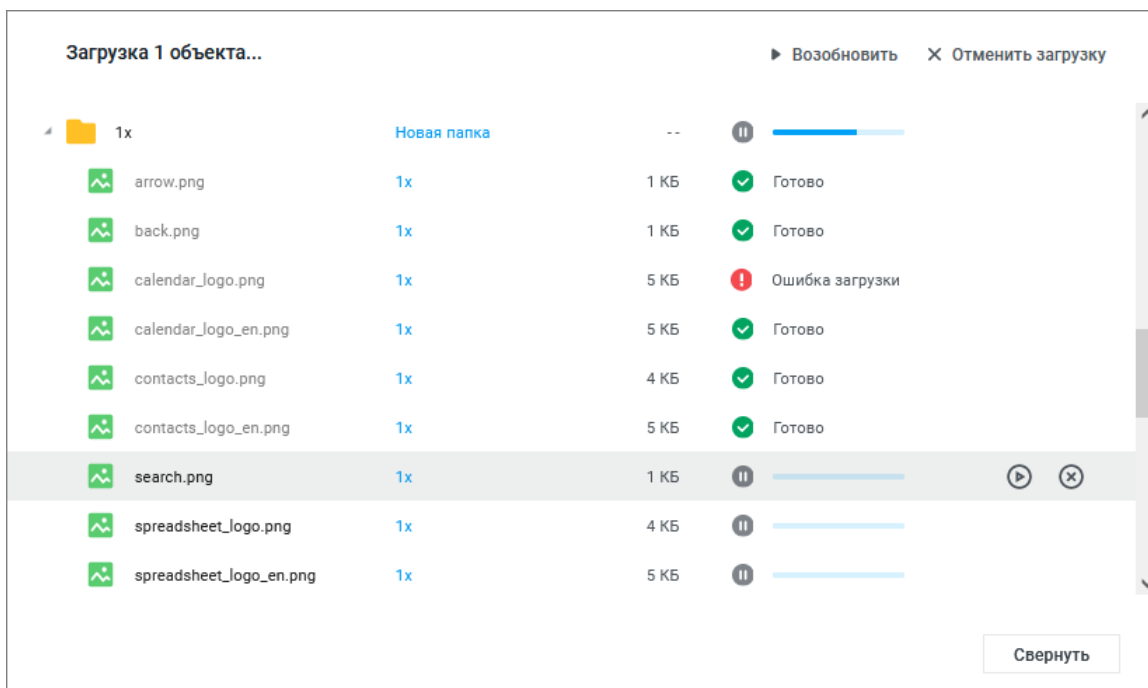 Загрузка 1 объекта... Возобновить Отменить загрузку
1x Новая папка --
arrow.png 1x 1 КБ Готово
back.png 1x 1 КБ Готово
calendar_logo.png 1x 5 КБ Ошибка загрузки
calendar_logo_en.png 1x 5 КБ Готово
contacts_logo.png 1x 4 КБ Готово
contacts_logo_en.png 1x 5 КБ Готово
search.png 1x 1 КБ
spreadsheet_logo.png 1x 4 КБ
spreadsheet_logo_en.png 1x 5 КБ
Свернуть